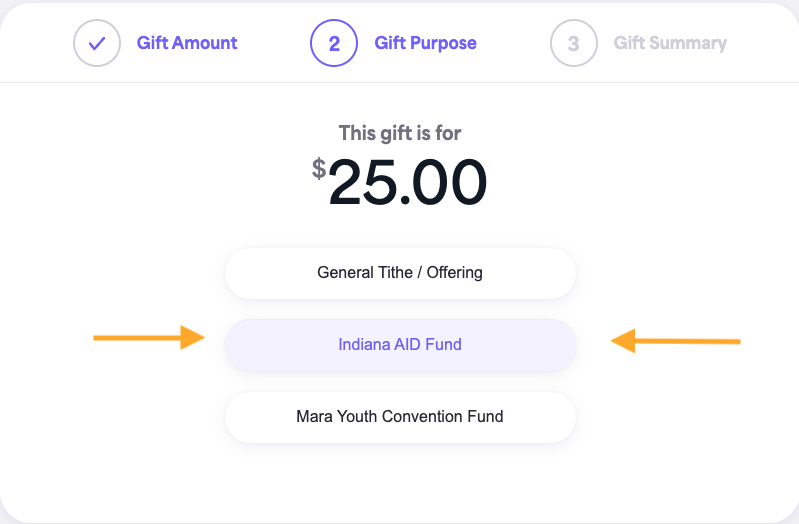 Gift Amount
2 Gift Purpose
3 Gift Summary
This gift is for
$25.00
General Tithe / Offering
Indiana AID Fund
Mara Youth Convention Fund